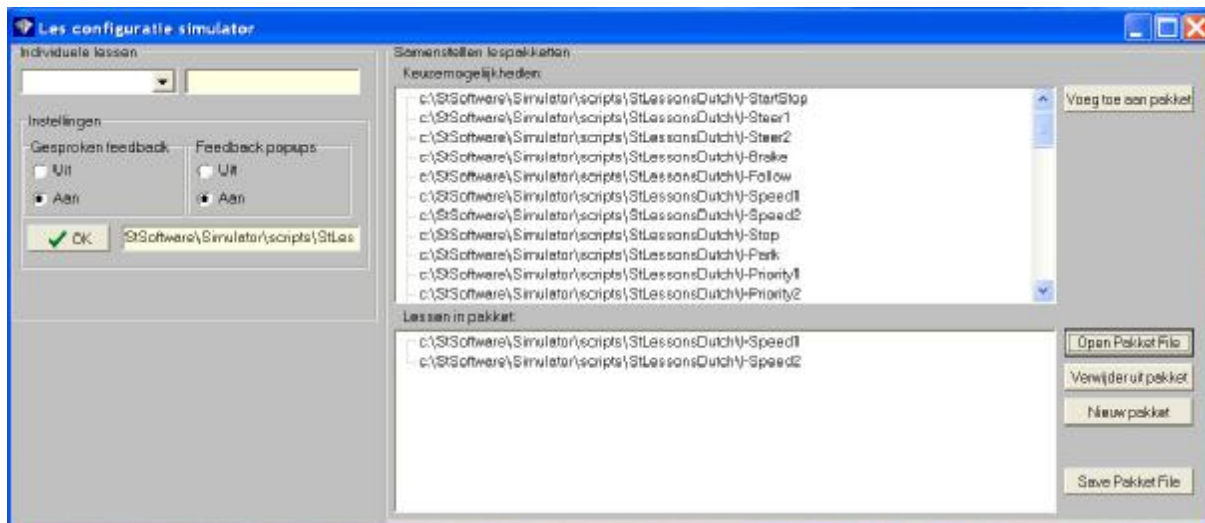 Les configuratie simulator
Individuele lessen
Instellingen
Gesproken feedback
Uit
Aan
Feedback popups
Uit
Aan
OK
StSoftware\Simulator\scripts\StLes
Samenstellen lespakketten
Keuzemogelijkheden:
c:\StSoftware\Simulator\scripts\StLessonsDutch\J-StartStop
c:\StSoftware\Simulator\scripts\StLessonsDutch\J-Steer1
c:\StSoftware\Simulator\scripts\StLessonsDutch\J-Steer2
c:\StSoftware\Simulator\scripts\StLessonsDutch\J-Brake
c:\StSoftware\Simulator\scripts\StLessonsDutch\J-Follow
c:\StSoftware\Simulator\scripts\StLessonsDutch\J-Speed1
c:\StSoftware\Simulator\scripts\StLessonsDutch\J-Speed2
c:\StSoftware\Simulator\scripts\StLessonsDutch\J-Stop
c:\StSoftware\Simulator\scripts\StLessonsDutch\J-Park
c:\StSoftware\Simulator\scripts\StLessonsDutch\J-Priority1
c:\StSoftware\Simulator\scripts\StLessonsDutch\J-Priority2
Voeg toe aan pakket
Lessen in pakket:
c:\StSoftware\Simulator\scripts\StLessonsDutch\J-Speed1
c:\StSoftware\Simulator\scripts\StLessonsDutch\J-Speed2
Open Pakket File
Verwijder uit pakket
Nieuw pakket
Save Pakket File